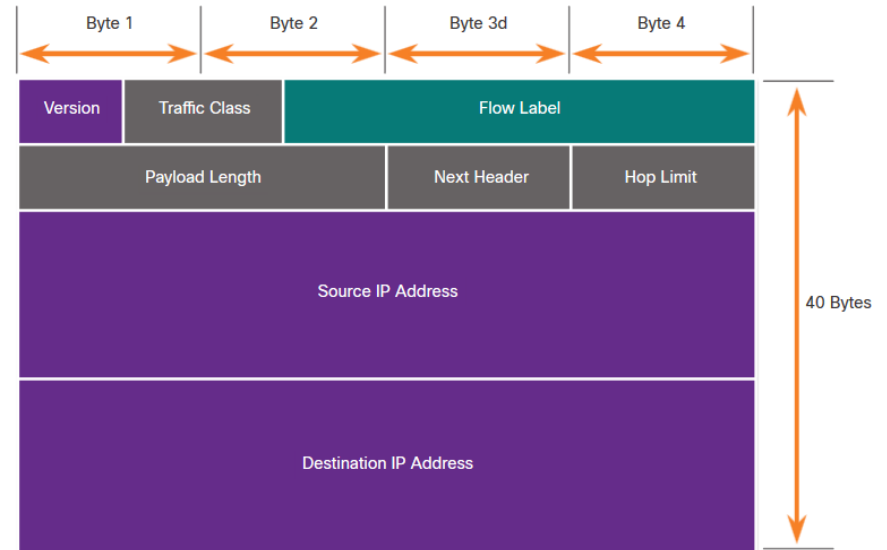 Byte 1 Byte 2 Byte 3d Byte 4
Version Traffic Class Flow Label
Payload Length Next Header Hop Limit
Source IP Address
40 Bytes
Destination IP Address